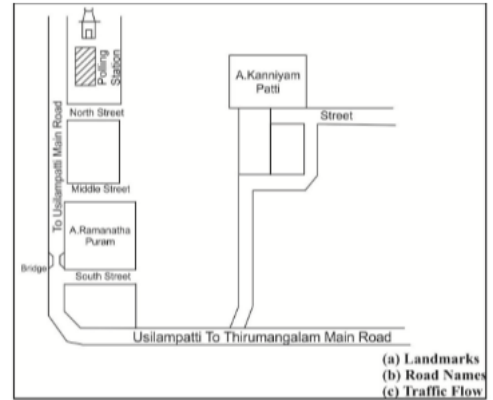 Polling
Station
A.Kanniyam
Patti
North Street
Street
To Usilampatti Main Road
Middle Street
A.Ramanatha
Puram
Bridge
South Street
Usilampatti To Thirumangalam Main Road
(a) Landmarks
(b) Road Names
(c) Traffic Flow